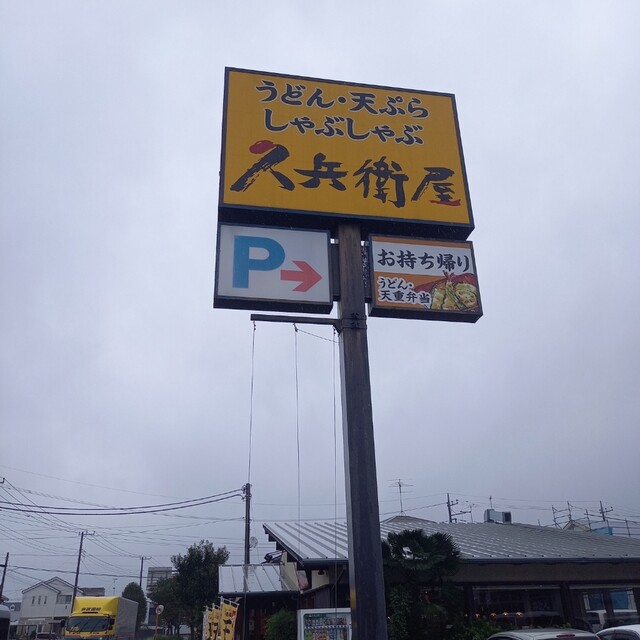 うどん・天ぷら
しゃぶしゃぶ
久兵衛屋
P
お持ち帰り
うどん・
天重弁当